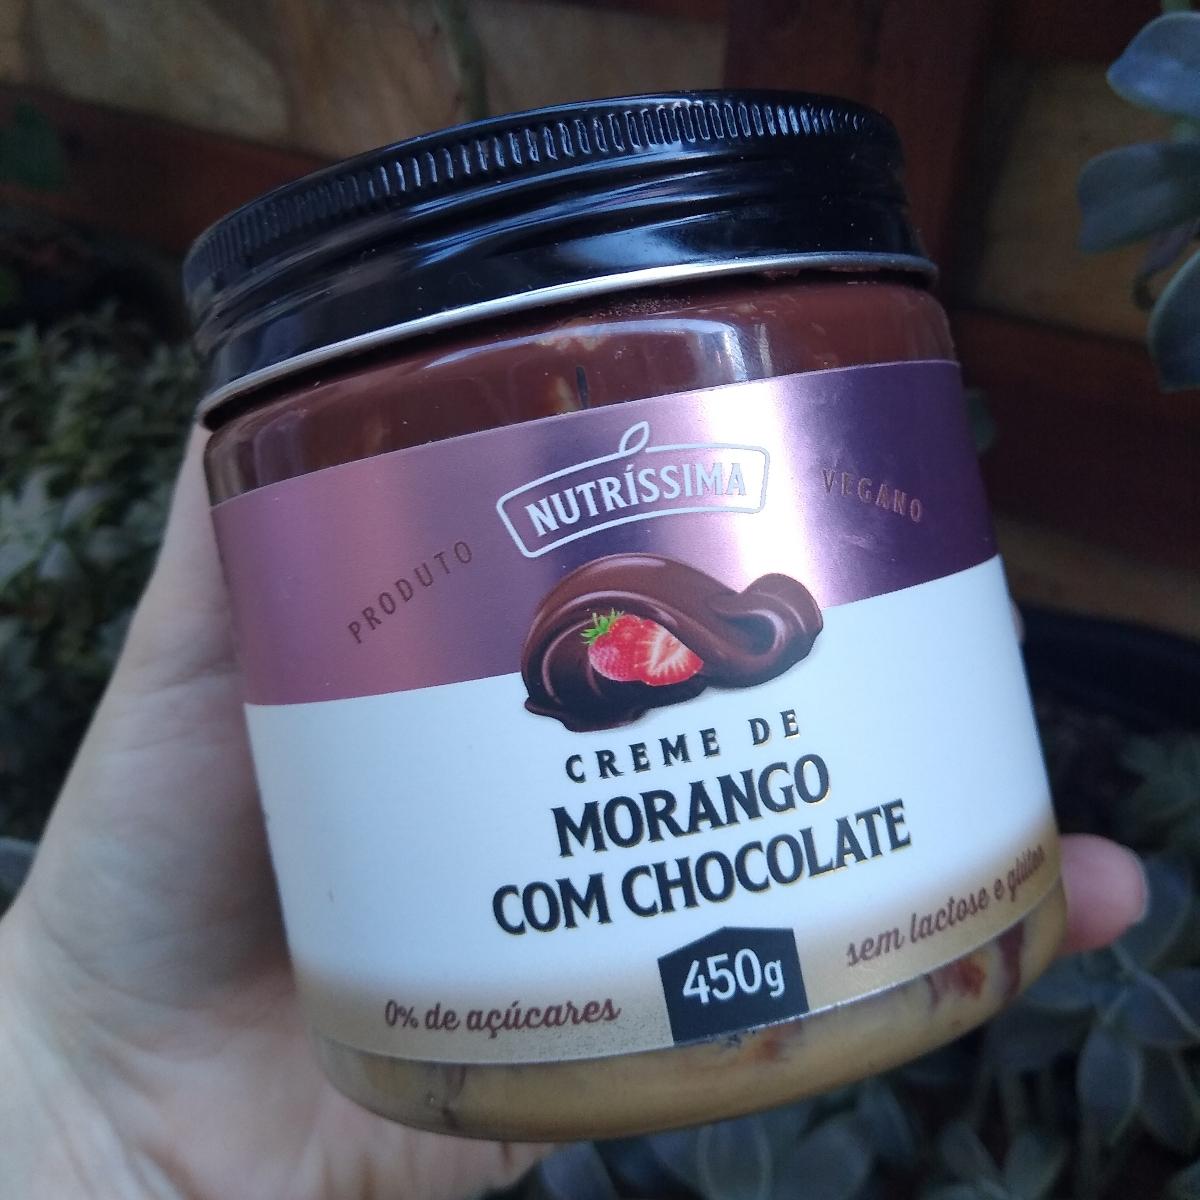 NUTRÍSSIMA
PRODUTO VEGANO
CREME DE
MORANGO
COM CHOCOLATE
0% de açúcares
450g
sem lactose e glúten